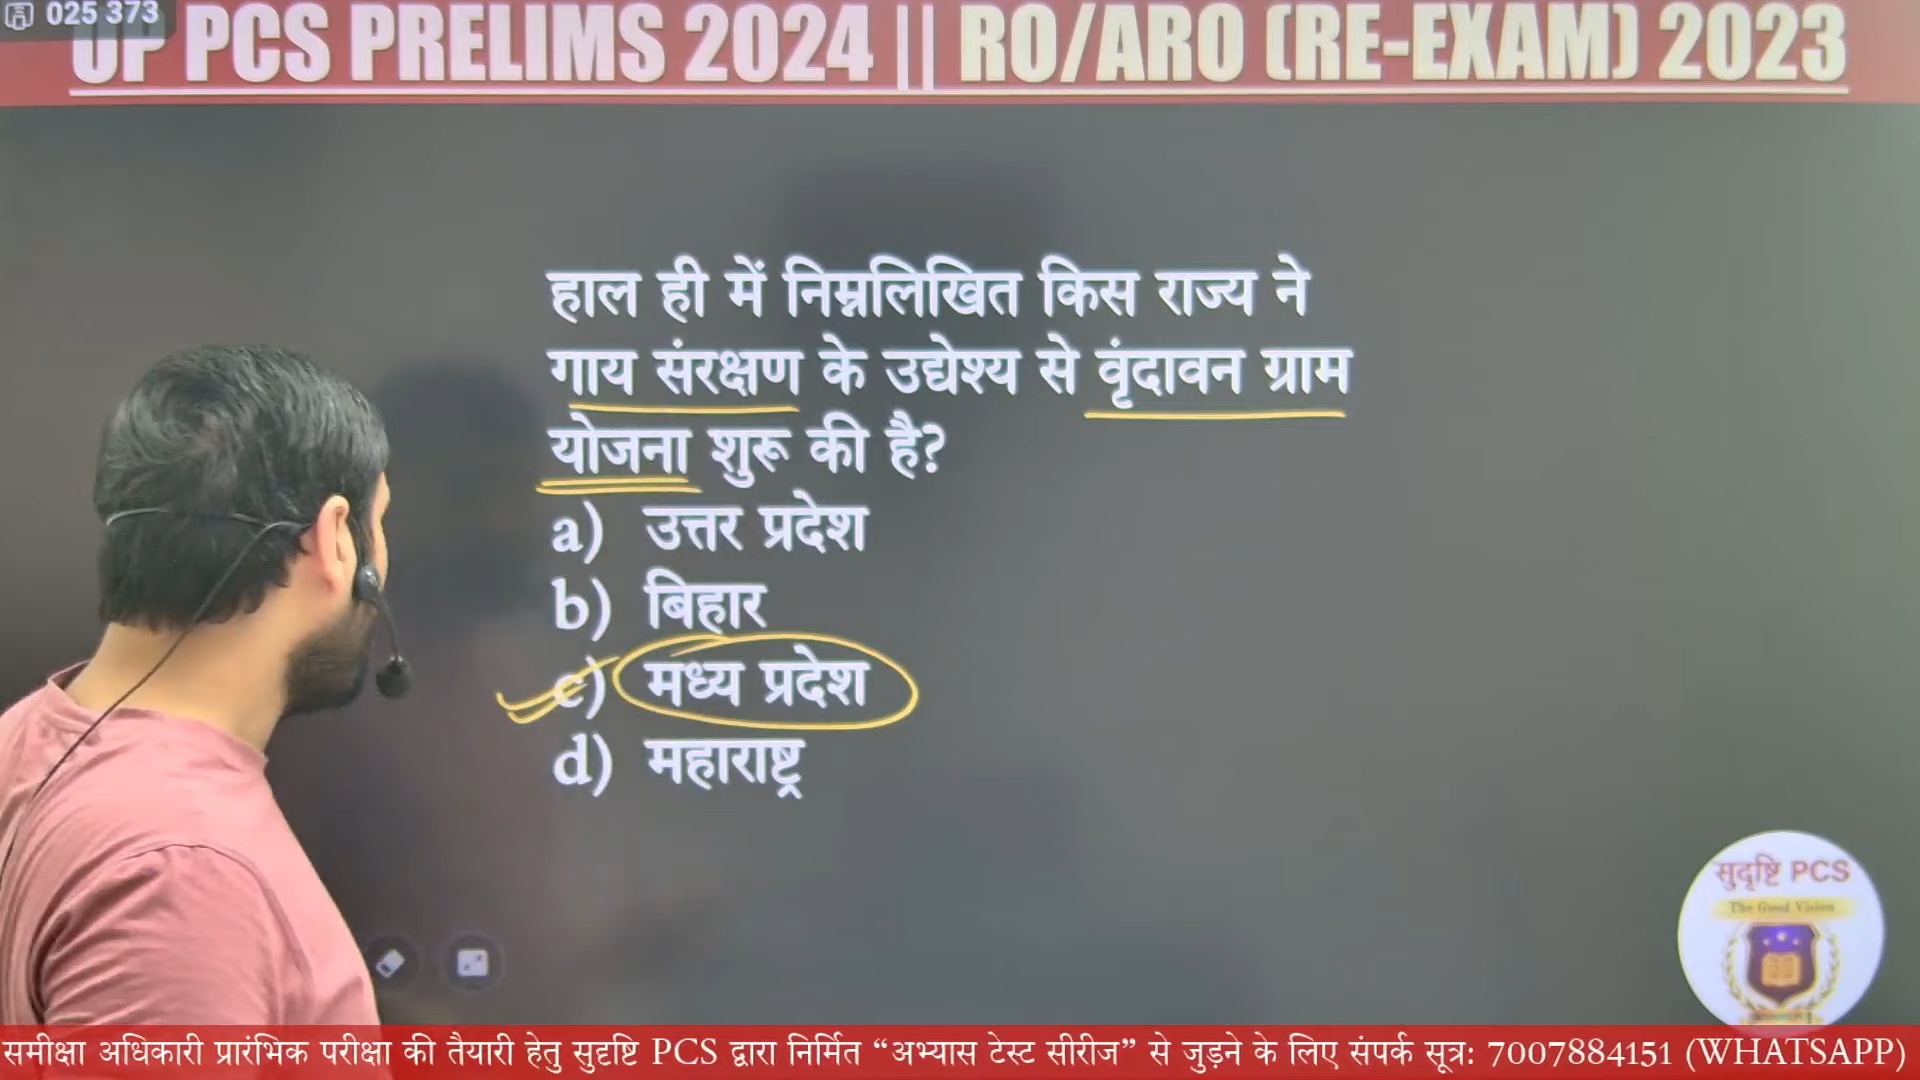 025 373
UP PCS PRELIMS 2024 || RO/ARO (RE-EXAM) 2023
हाल ही में निम्नलिखित किस राज्य ने
गाय संरक्षण के उद्येश्य से वृंदावन ग्राम
योजना शुरू की है?
a) उत्तर प्रदेश
b) बिहार
c) मध्य प्रदेश
d) महाराष्ट्र
सुदृष्टि PCS
The Good Vision
समीक्षा अधिकारी प्रारंभिक परीक्षा की तैयारी हेतु सुदृष्टि PCS द्वारा निर्मित “अभ्यास टेस्ट सीरीज” से जुड़ने के लिए संपर्क सूत्र: 7007884151 (WHATSAPP)